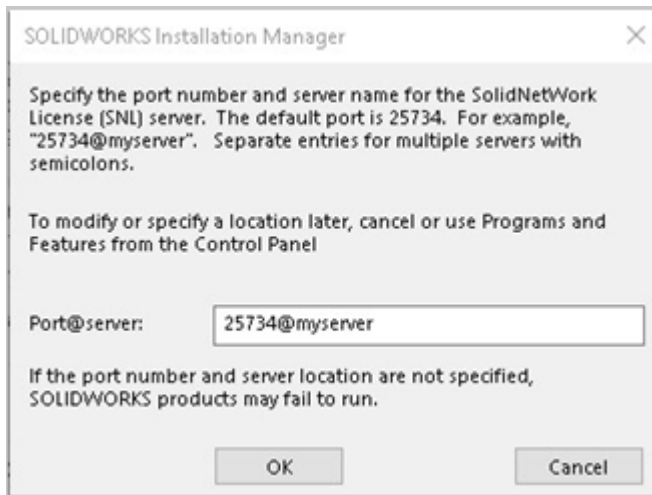 SOLIDWORKS Installation Manager
Specify the port number and server name for the SolidNetWork
License (SNL) server.  The default port is 25734.  For example,
"25734@myserver".   Separate entries for multiple servers with
semicolons.
To modify or specify a location later, cancel or use Programs and
Features from the Control Panel
Port@server:
25734@myserver
If the port number and server location are not specified,
SOLIDWORKS products may fail to run.
OK
Cancel